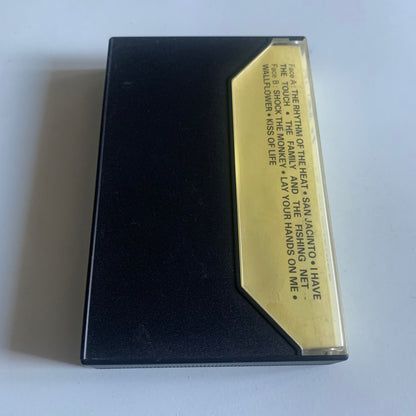 Face A : THE RHYTHM OF THE HEAT • SAN JACINTO • I HAVE
THE TOUCH • THE FAMILY AND THE FISHING NET -
Face B : SHOCK THE MONKEY • LAY YOUR HANDS ON ME •
WALLFLOWER • KISS OF LIFE